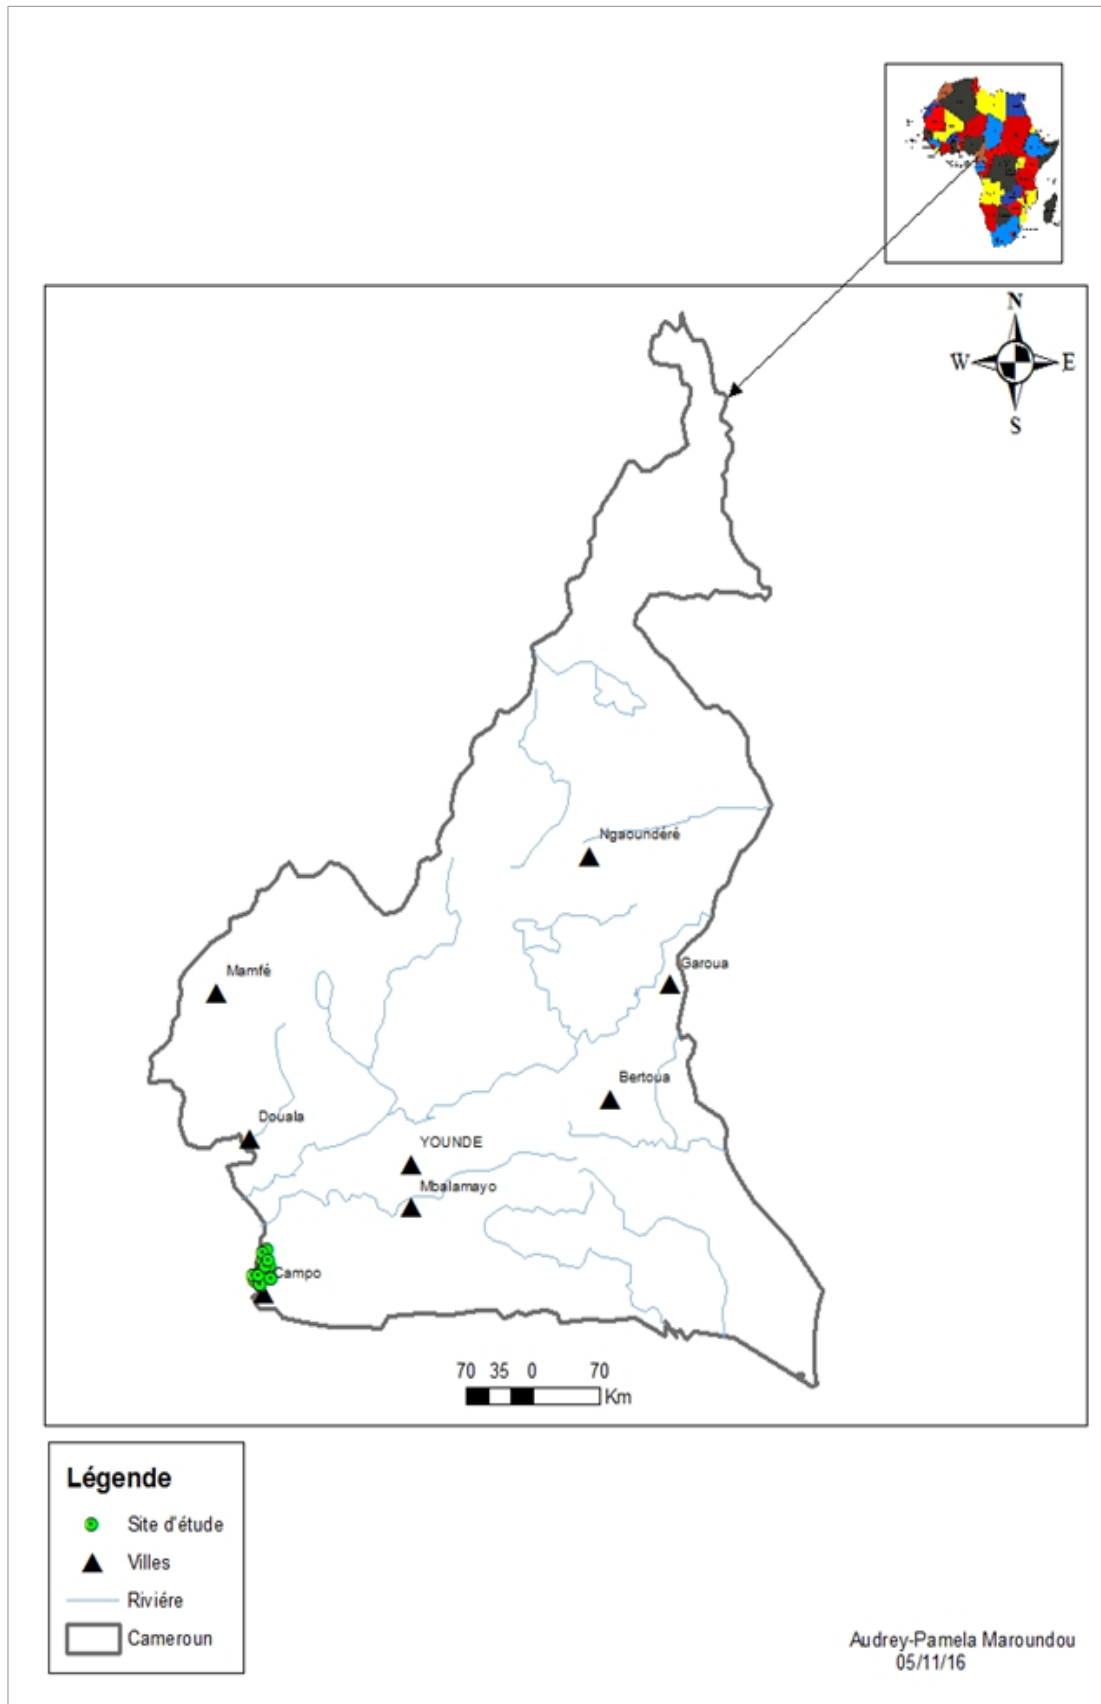 N
W
E
S
Ngaoundéré
Mamfé
Garoua
Bertoua
Douala
YOUNDE
Mbalamayo
Campo
70 35 0 70
Km
Légende
Site d'étude
Villes
Riviére
Cameroun
Audrey-Pamela Maroundou
05/11/16